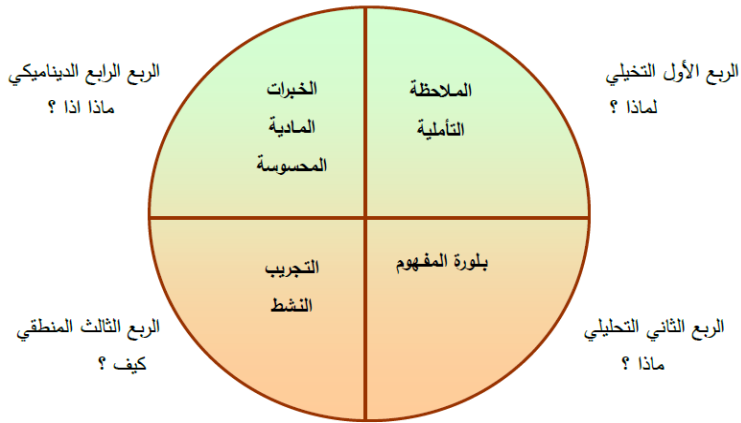 الربع الأول التخيلي
لماذا ؟
الملاحظة
التأملية
الخبرات
المادية
المحسوسة
الربع الرابع الديناميكي
ماذا اذا ؟
الربع الثاني التحليلي
ماذا ؟
بلورة المفهوم
التجريب
النشط
الربع الثالث المنطقي
كيف ؟